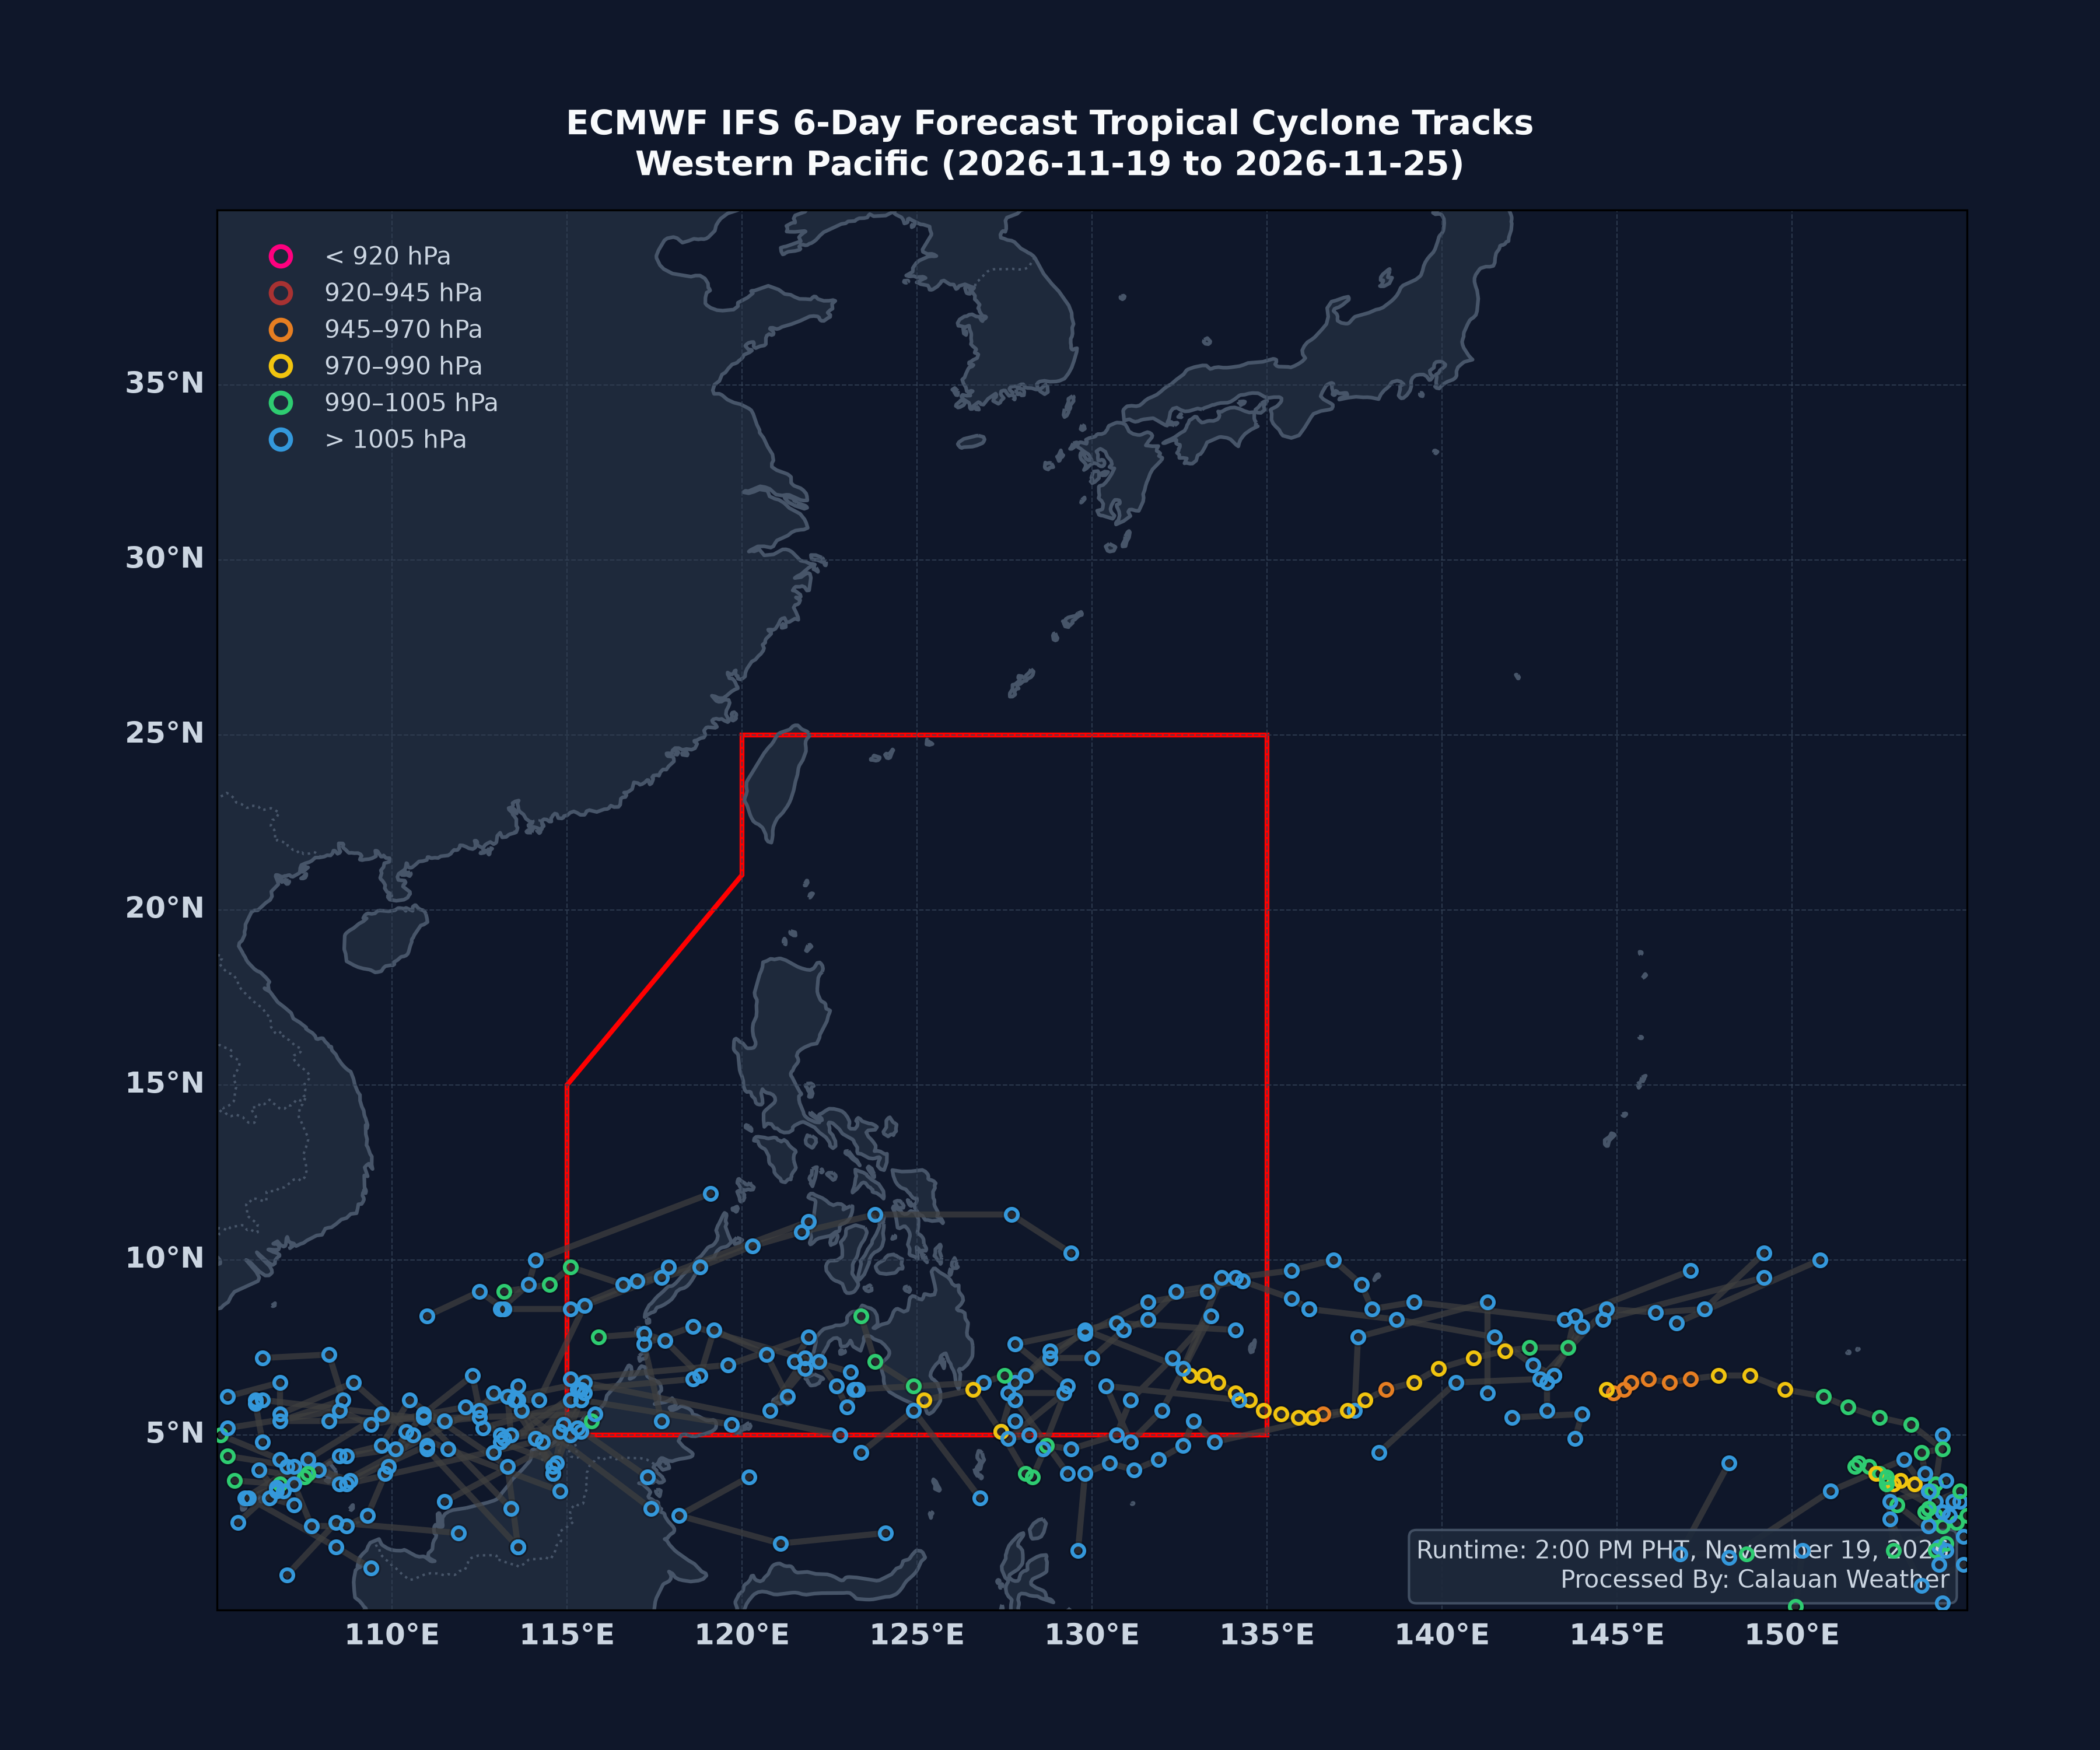 ECMWF IFS 6-Day Forecast Tropical Cyclone Tracks
Western Pacific (2026-11-19 to 2026-11-25)
< 920 hPa
920–945 hPa
945–970 hPa
970–990 hPa
990–1005 hPa
> 1005 hPa
35°N
30°N
25°N
20°N
15°N
10°N
5°N
Runtime: 2:00 PM PHT, November 19, 2026
Processed By: Calauan Weather
110°E
115°E
120°E
125°E
130°E
135°E
140°E
145°E
150°E